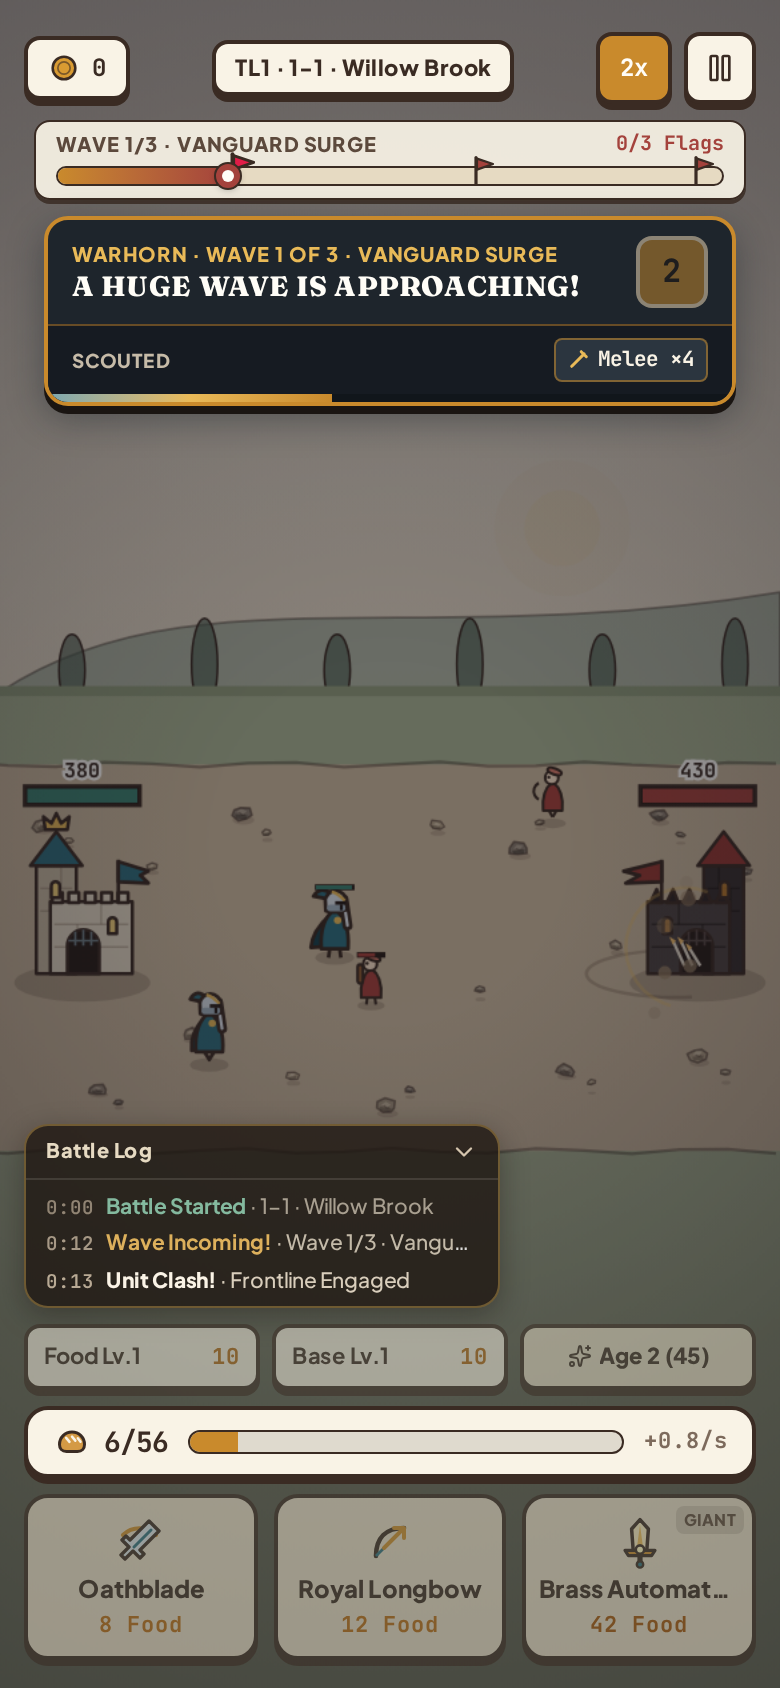 0
TL1 · 1-1 · Willow Brook
2x
WAVE 1/3 · VANGUARD SURGE
0/3 Flags
WARHORN · WAVE 1 OF 3 · VANGUARD SURGE
A HUGE WAVE IS APPROACHING!
2
SCOUTED
Melee ×4
380
430
Battle Log
0:00 Battle Started · 1-1 · Willow Brook
0:12 Wave Incoming! · Wave 1/3 · Vangu...
0:13 Unit Clash! · Frontline Engaged
Food Lv.1 10
Base Lv.1 10
Age 2 (45)
6/56
+0.8/s
GIANT
Oathblade
8 Food
Royal Longbow
12 Food
Brass Automat...
42 Food